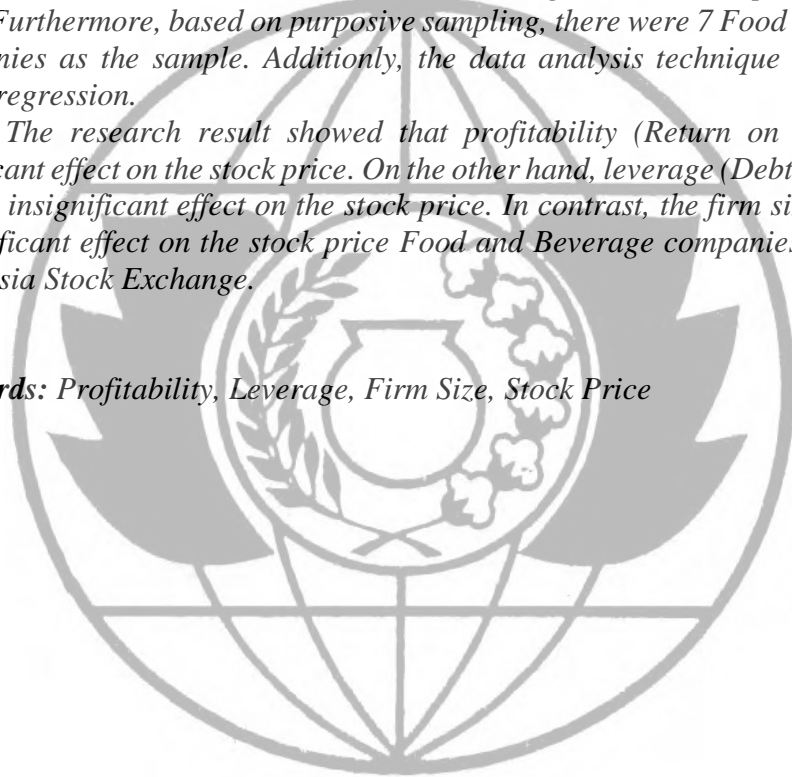 Furthermore, based on purposive sampling, there were 7 Food
nies as the sample. Additionly, the data analysis technique
regression.
The research result showed that profitability (Return on
cant effect on the stock price. On the other hand, leverage (Debt
insignificant effect on the stock price. In contrast, the firm si
ficant effect on the stock price Food and Beverage companies
sia Stock Exchange.
rds: Profitability, Leverage, Firm Size, Stock Price